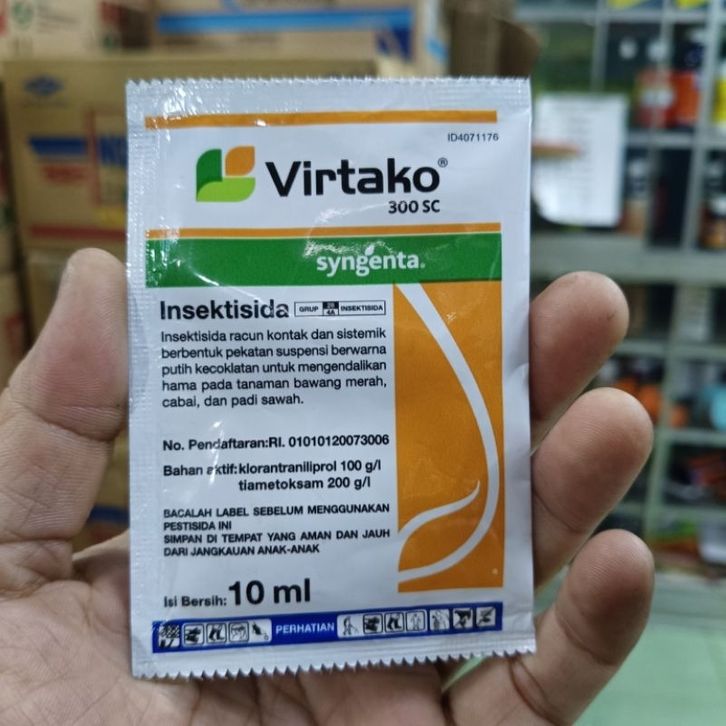 ID4071176
Virtako®
300 SC
syngenta.
Insektisida GRUP 28 4A INSEKTISIDA
Insektisida racun kontak dan sistemik
berbentuk pekatan suspensi berwarna
putih kecoklatan untuk mengendalikan
hama pada tanaman bawang merah,
cabai, dan padi sawah.
No. Pendaftaran:RI. 01010120073006
Bahan aktif: klorantraniliprol 100 g/l
tiametoksam 200 g/l
BACALAH LABEL SEBELUM MENGGUNAKAN
PESTISIDA INI
SIMPAN DI TEMPAT YANG AMAN DAN JAUH
DARI JANGKAUAN ANAK-ANAK
Isi Bersih: 10 ml
PERHATIAN